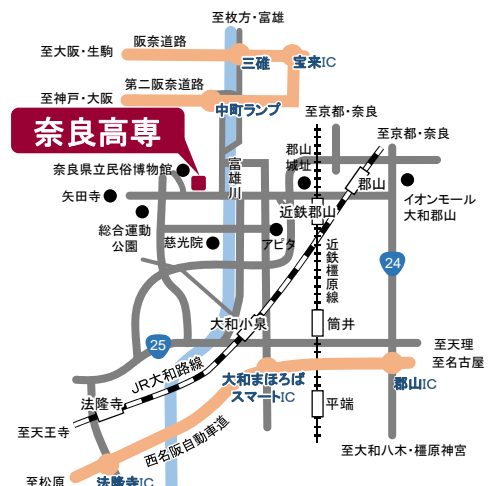 至枚方・富雄
阪奈道路
至大阪・生駒
三碓
宝来IC
第二阪奈道路
至神戸・大阪
中町ランプ
至京都・奈良
至京都・奈良
奈良高専
奈良県立民俗博物館
富雄川
郡山
城址
郡山
矢田寺
イオンモール
大和郡山
近鉄郡山
総合運動
公園
慈光院
アピタ
近鉄橿原線
24
大和小泉
筒井
25
至天理
至名古屋
JR大和路線
大和まほろば
スマートIC
郡山IC
法隆寺
平端
至天王寺
西名阪自動車道
至大和八木・橿原神宮
至松原
法隆寺IC